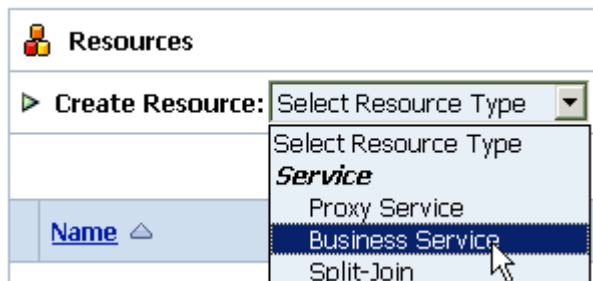 Resources
Create Resource: Select Resource Type
Select Resource Type
Service
Proxy Service
Name Business Service
Split-Join